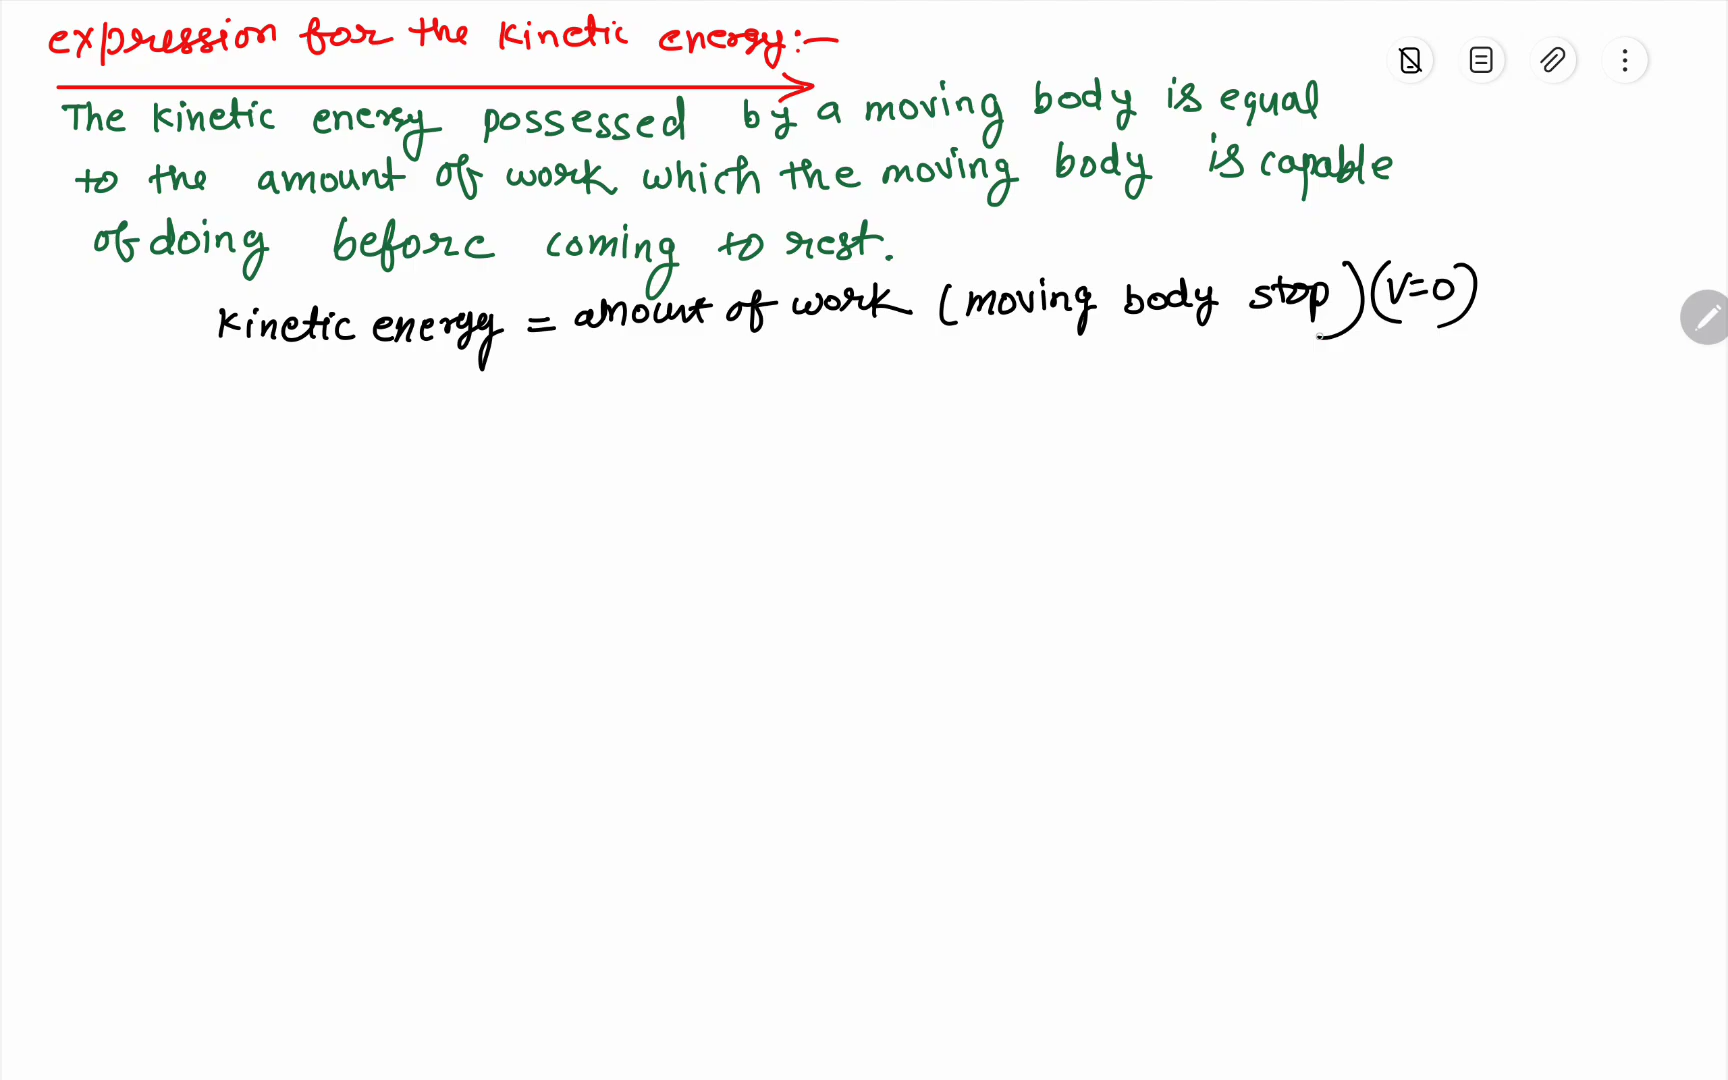 expression for the kinetic energy:-
The kinetic energy possessed by a moving body is equal
to the amount of work which the moving body is capable
of doing before coming to rest.
kinetic energy = amount of work (moving body stop) (v=0)